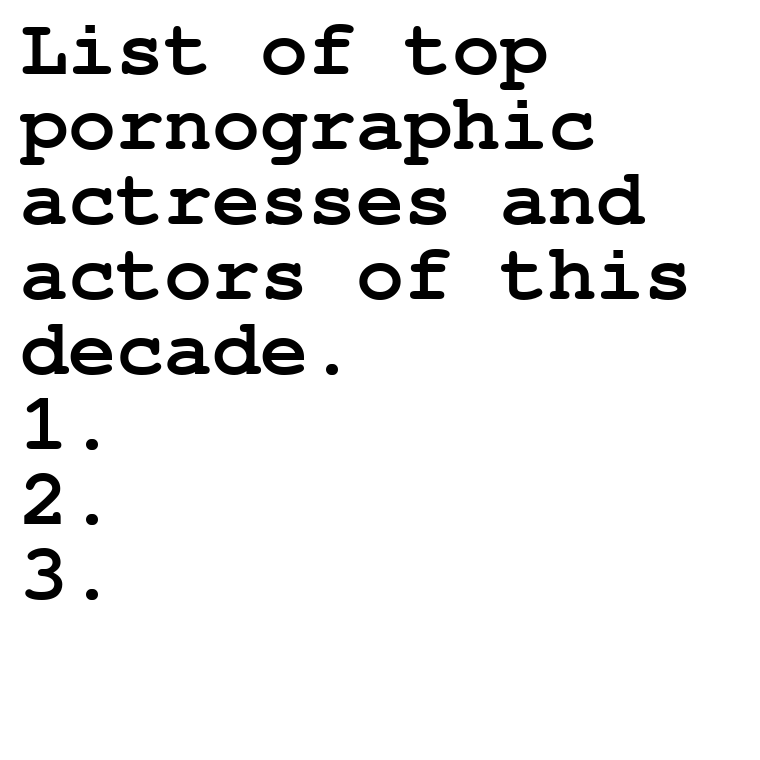 List of top
pornographic
actresses and
actors of this
decade.
1.
2.
3.